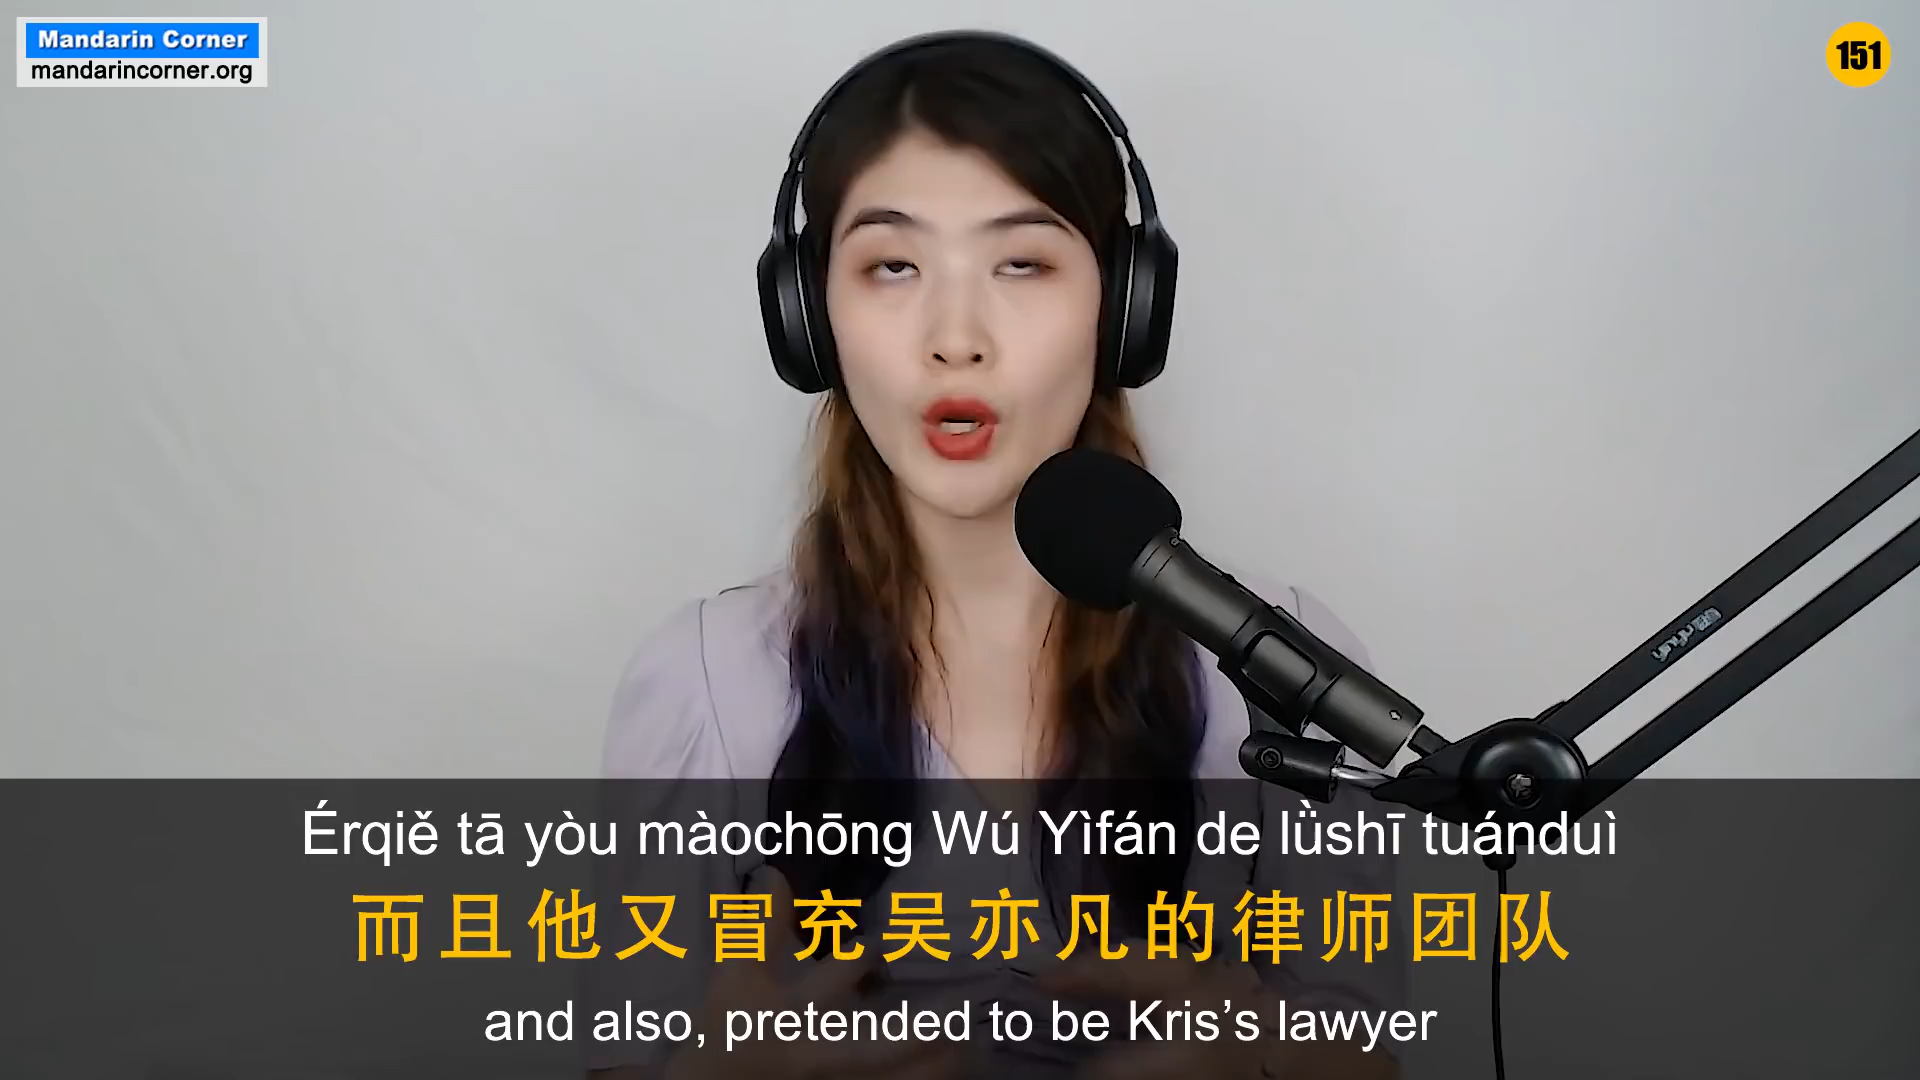 Mandarin Corner
mandarincorner.org
151
Érqiě tā yòu màochōng Wú Yìfán de lǜshī tuánduì
而且他又冒充吴亦凡的律师团队
and also, pretended to be Kris’s lawyer